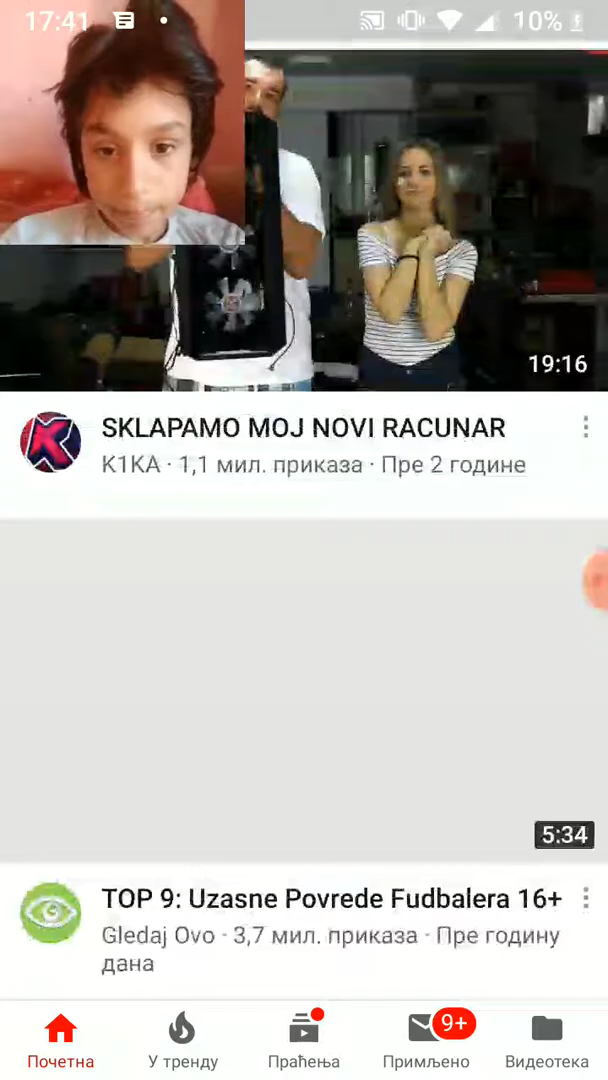 17:41
10%
19:16
SKLAPAMO MOJ NOVI RACUNAR
K1KA · 1,1 мил. приказа · Пре 2 године
5:34
TOP 9: Uzasne Povrede Fudbalera 16+
Gledaj Ovo · 3,7 мил. приказа · Пре годину
дана
9+
Почетна
У тренду
Праћења
Примљено
Видеотека